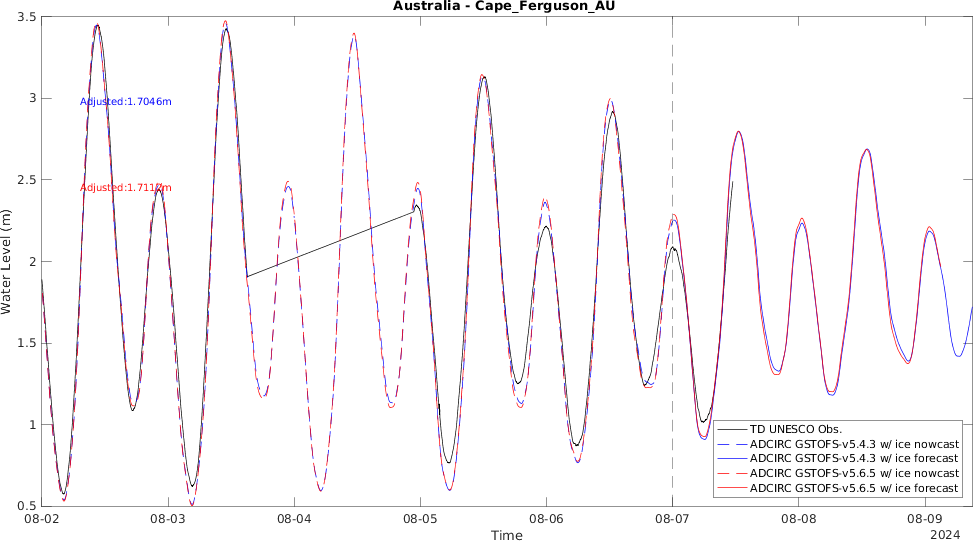 Australia - Cape_Ferguson_AU
3.5
3
2.5
2
1.5
1
0.5
Water Level (m)
Adjusted:1.7046m
Adjusted:1.7112m
TD UNESCO Obs.
ADCIRC GSTOFS-v5.4.3 w/ ice nowcast
ADCIRC GSTOFS-v5.4.3 w/ ice forecast
ADCIRC GSTOFS-v5.6.5 w/ ice nowcast
ADCIRC GSTOFS-v5.6.5 w/ ice forecast
08-02 08-03 08-04 08-05 08-06 08-07 08-08 08-09
Time
2024